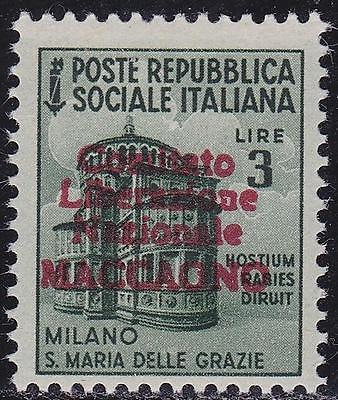 POSTE REPUBBLICA
SOCIALE ITALIANA
LIRE
3
Comitato
Liberazione
Nazionale
MACCAGNO
HOSTIUM
RABIES
DIRUIT
MILANO
S. MARIA DELLE GRAZIE